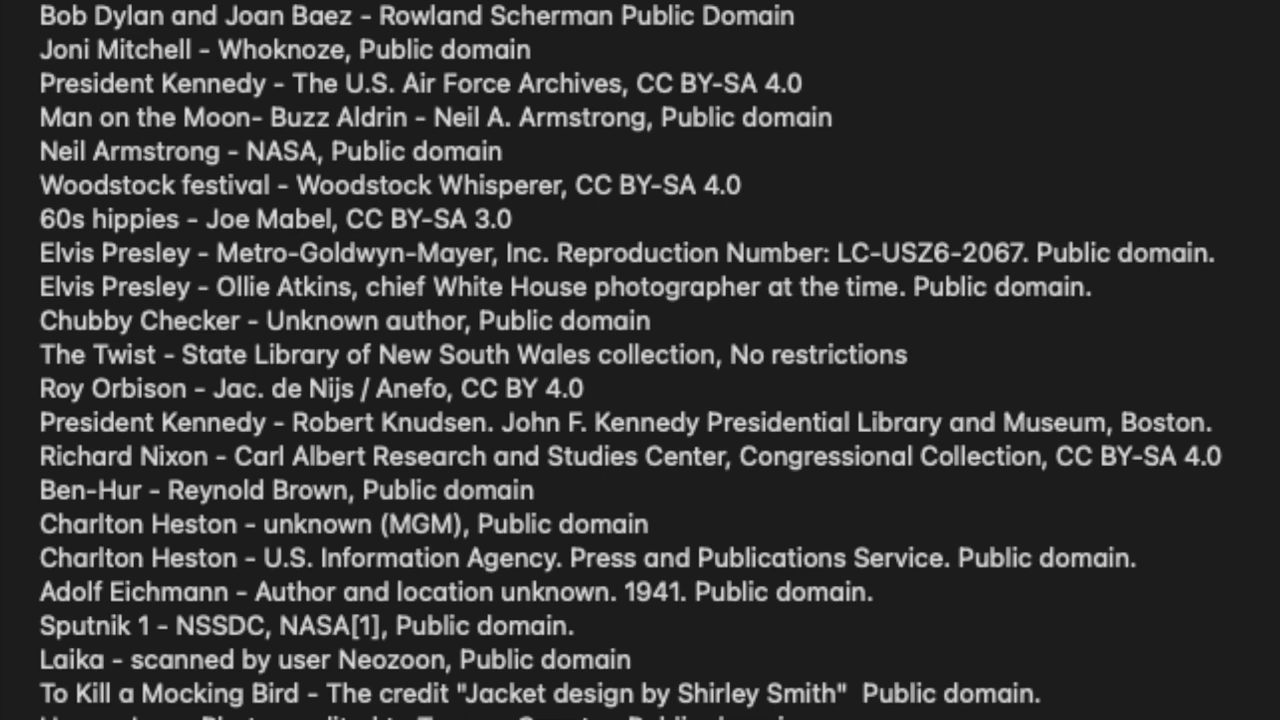 Bob Dylan and Joan Baez - Rowland Scherman Public Domain
Joni Mitchell - Whoknoze, Public domain
President Kennedy - The U.S. Air Force Archives, CC BY-SA 4.0
Man on the Moon- Buzz Aldrin - Neil A. Armstrong, Public domain
Neil Armstrong - NASA, Public domain
Woodstock festival - Woodstock Whisperer, CC BY-SA 4.0
60s hippies - Joe Mabel, CC BY-SA 3.0
Elvis Presley - Metro-Goldwyn-Mayer, Inc. Reproduction Number: LC-USZ6-2067. Public domain.
Elvis Presley - Ollie Atkins, chief White House photographer at the time. Public domain.
Chubby Checker - Unknown author, Public domain
The Twist - State Library of New South Wales collection, No restrictions
Roy Orbison - Jac. de Nijs / Anefo, CC BY 4.0
President Kennedy - Robert Knudsen. John F. Kennedy Presidential Library and Museum, Boston.
Richard Nixon - Carl Albert Research and Studies Center, Congressional Collection, CC BY-SA 4.0
Ben-Hur - Reynold Brown, Public domain
Charlton Heston - unknown (MGM), Public domain
Charlton Heston - U.S. Information Agency. Press and Publications Service. Public domain.
Adolf Eichmann - Author and location unknown. 1941. Public domain.
Sputnik 1 - NSSDC, NASA[1], Public domain.
Laika - scanned by user Neozoon, Public domain
To Kill a Mocking Bird - The credit "Jacket design by Shirley Smith"  Public domain.